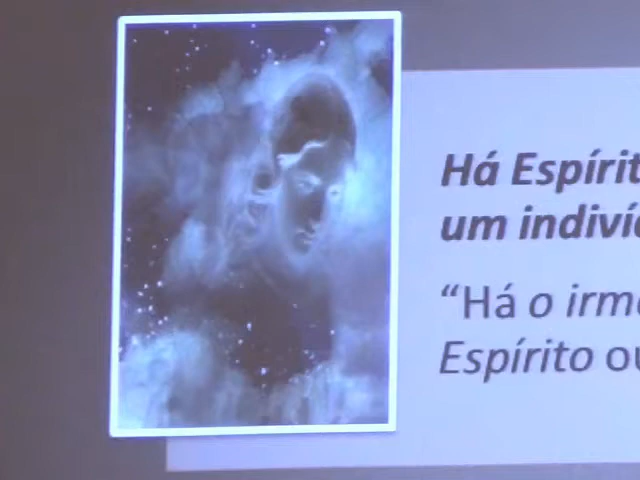 Há Espírit
um indiví
“Há o irm
Espírito ou